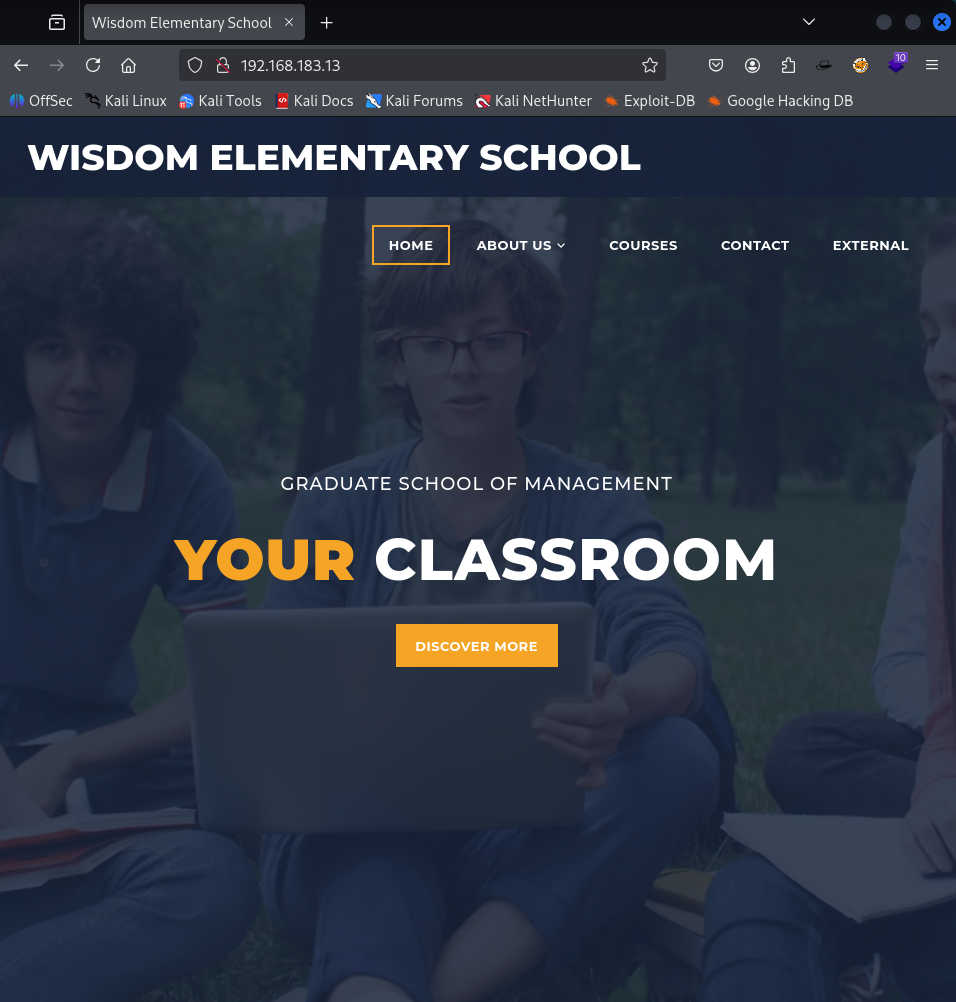 Wisdom Elementary School
192.168.183.13
10
OffSec Kali Linux Kali Tools Kali Docs Kali Forums Kali NetHunter Exploit-DB Google Hacking DB
WISDOM ELEMENTARY SCHOOL
HOME ABOUT US COURSES CONTACT EXTERNAL
GRADUATE SCHOOL OF MANAGEMENT
YOUR CLASSROOM
DISCOVER MORE